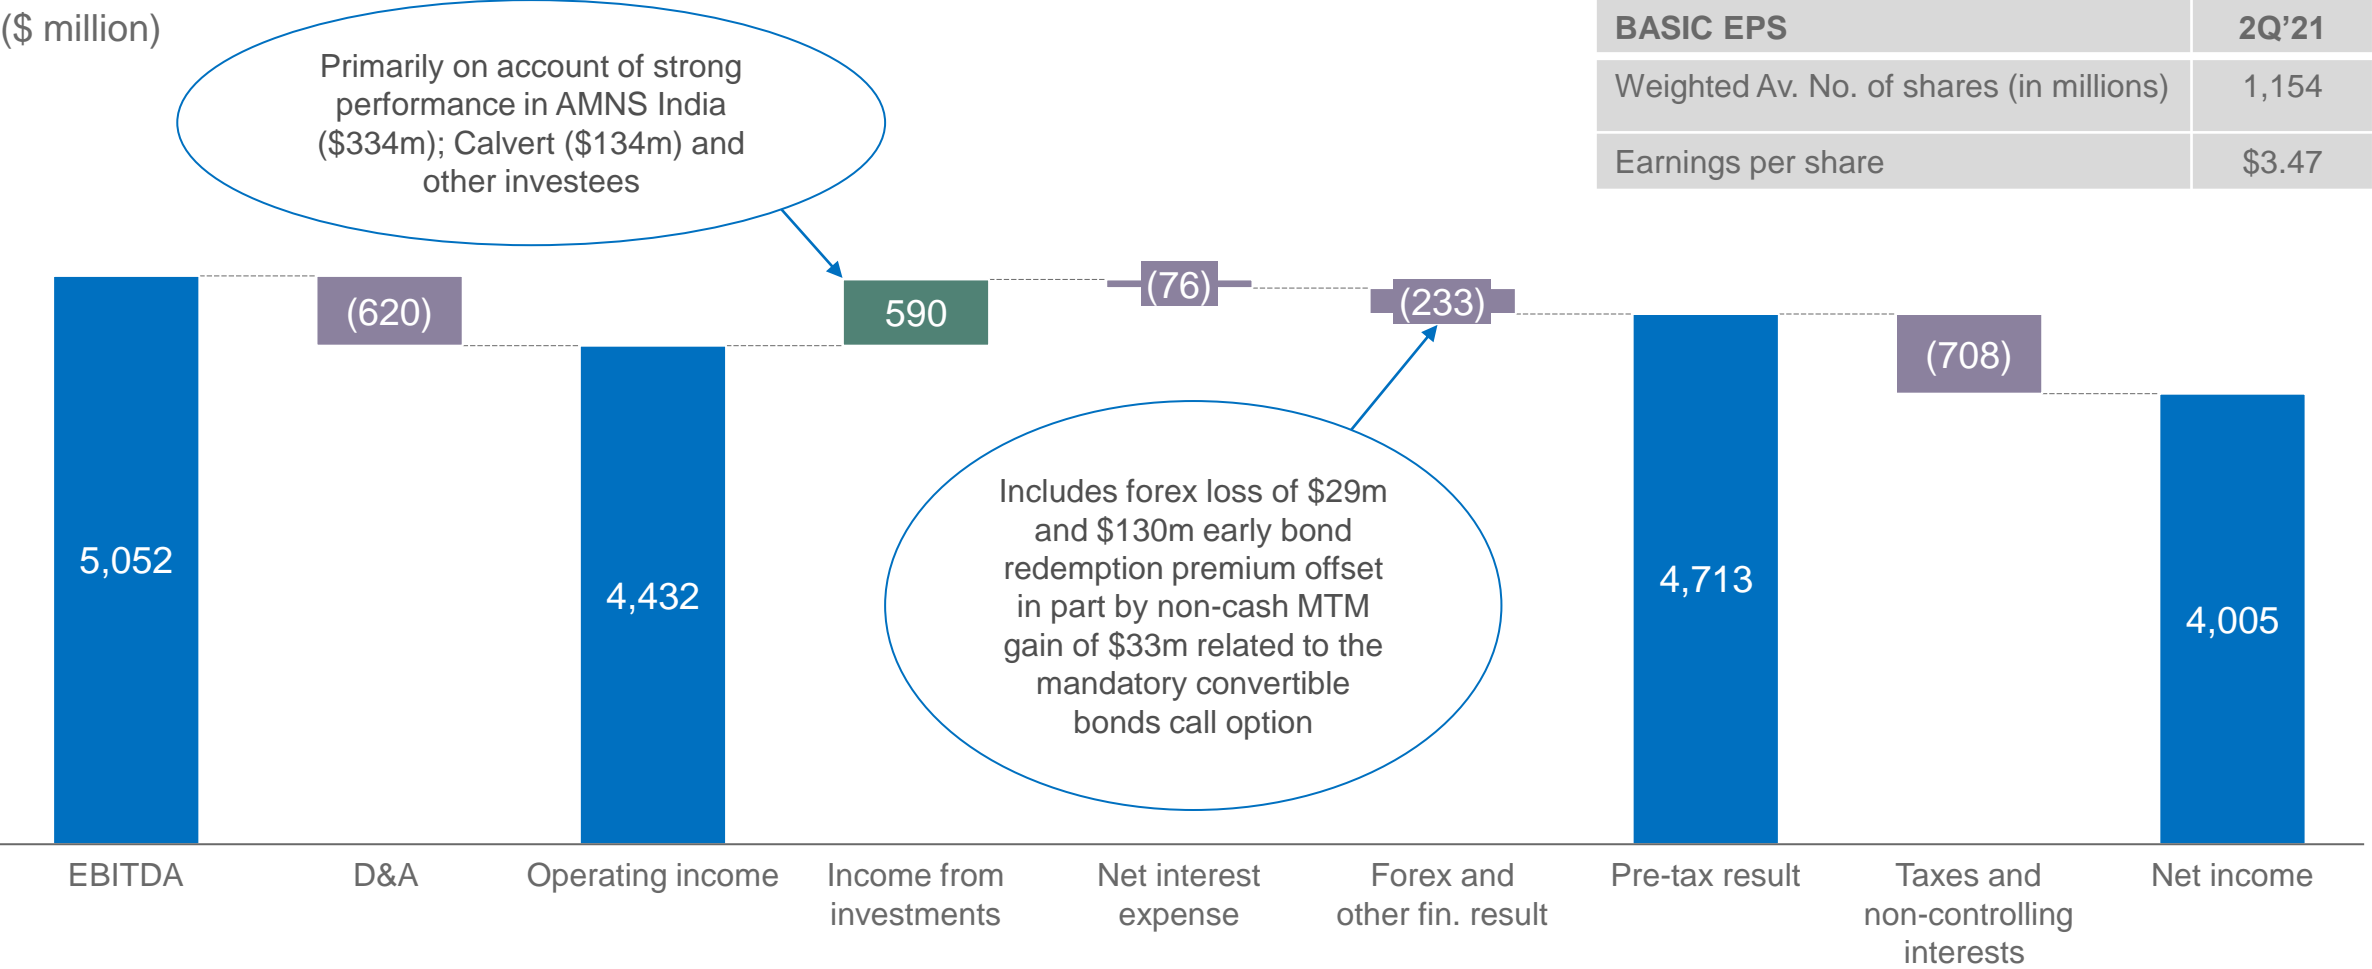 ($ million)
Primarily on account of strong
performance in AMNS India
($334m); Calvert ($134m) and
other investees
BASIC EPS 2Q’21
Weighted Av. No. of shares (in millions) 1,154
Earnings per share $3.47
5,052
(620)
4,432
590
(76)
(233)
4,713
(708)
4,005
Includes forex loss of $29m
and $130m early bond
redemption premium offset
in part by non-cash MTM
gain of $33m related to the
mandatory convertible
bonds call option
EBITDA
D&A
Operating income
Income from
investments
Net interest
expense
Forex and
other fin. result
Pre-tax result
Taxes and
non-controlling
interests
Net income